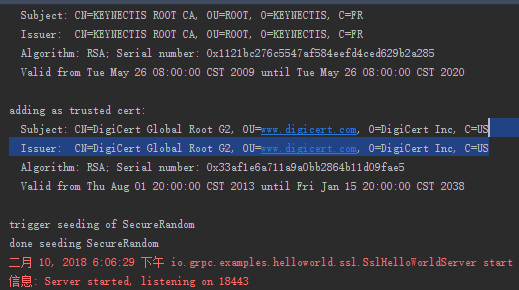 Subject: CN=KEYNECTIS ROOT CA, OU=ROOT, O=KEYNECTIS, C=FR
Issuer:  CN=KEYNECTIS ROOT CA, OU=ROOT, O=KEYNECTIS, C=FR
Algorithm: RSA; Serial number: 0x1121bc276c5547af584eefd4ced629b2a285
Valid from Tue May 26 08:00:00 CST 2009 until Tue May 26 08:00:00 CST 2020
adding as trusted cert:
Subject: CN=DigiCert Global Root G2, OU=www.digicert.com, O=DigiCert Inc, C=US
Issuer:  CN=DigiCert Global Root G2, OU=www.digicert.com, O=DigiCert Inc, C=US
Algorithm: RSA; Serial number: 0x33af1e6a711a9a0bb2864b11d09fae5
Valid from Thu Aug 01 20:00:00 CST 2013 until Fri Jan 15 20:00:00 CST 2038
trigger seeding of SecureRandom
done seeding SecureRandom
二月 10, 2018 6:06:29 下午 io.grpc.examples.helloworld.ssl.SslHelloWorldServer start
信息: Server started, listening on 18443